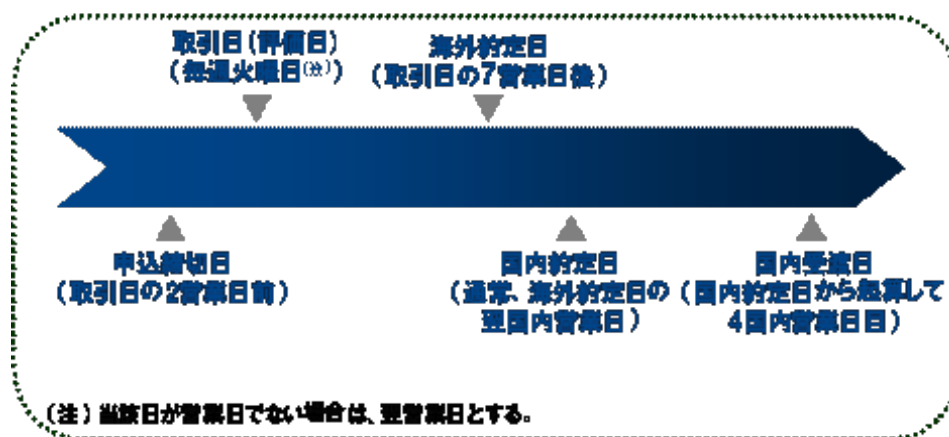 取引日(評価日)
(毎週火曜日(注))
海外約定日
(取引日の7営業日後)
申込締切日
(取引日の2営業日前)
国内約定日
(通常、海外約定日の
翌国内営業日)
国内受渡日
(国内約定日から起算して
4国内営業日目)
(注)当該日が営業日でない場合は、翌営業日とする。